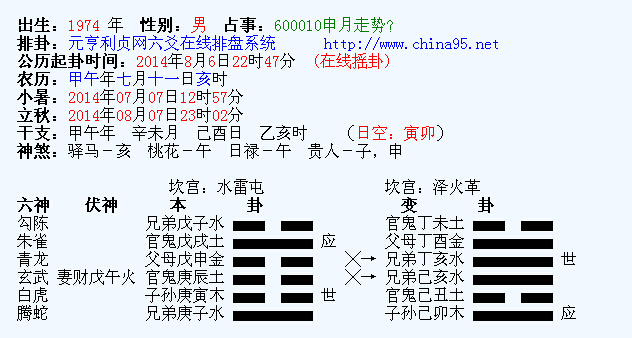 出生：1974 年　性别：男　占事：600010申月走势?
排卦：元亨利贞网六爻在线排盘系统　　　http://www.china95.net
公历起卦时间：2014年8月6日22时47分　(在线摇卦)
农历：甲午年七月十一日亥时
小暑：2014年07月07日12时57分
立秋：2014年08月07日23时02分
干支：甲午年　辛未月　己酉日　乙亥时　　（日空：寅卯）
神煞：驿马－亥　桃花－午　日禄－午　贵人－子，申
坎宫：水雷屯　　坎宫：泽火革
六神　　伏神　　　本　　　卦　　　　　　变　　　卦
勾陈　　兄弟戊子水　　官鬼丁未土
朱雀　　官鬼戊戌土　　应　　父母丁酉金
青龙　　父母戊申金　　╳→　　兄弟丁亥水　　世
玄武　妻财戊午火　官鬼庚辰土　　╳→　　兄弟己亥水
白虎　　子孙庚寅木　　世　　官鬼己丑土
腾蛇　　兄弟庚子水　　子孙己卯木　　应